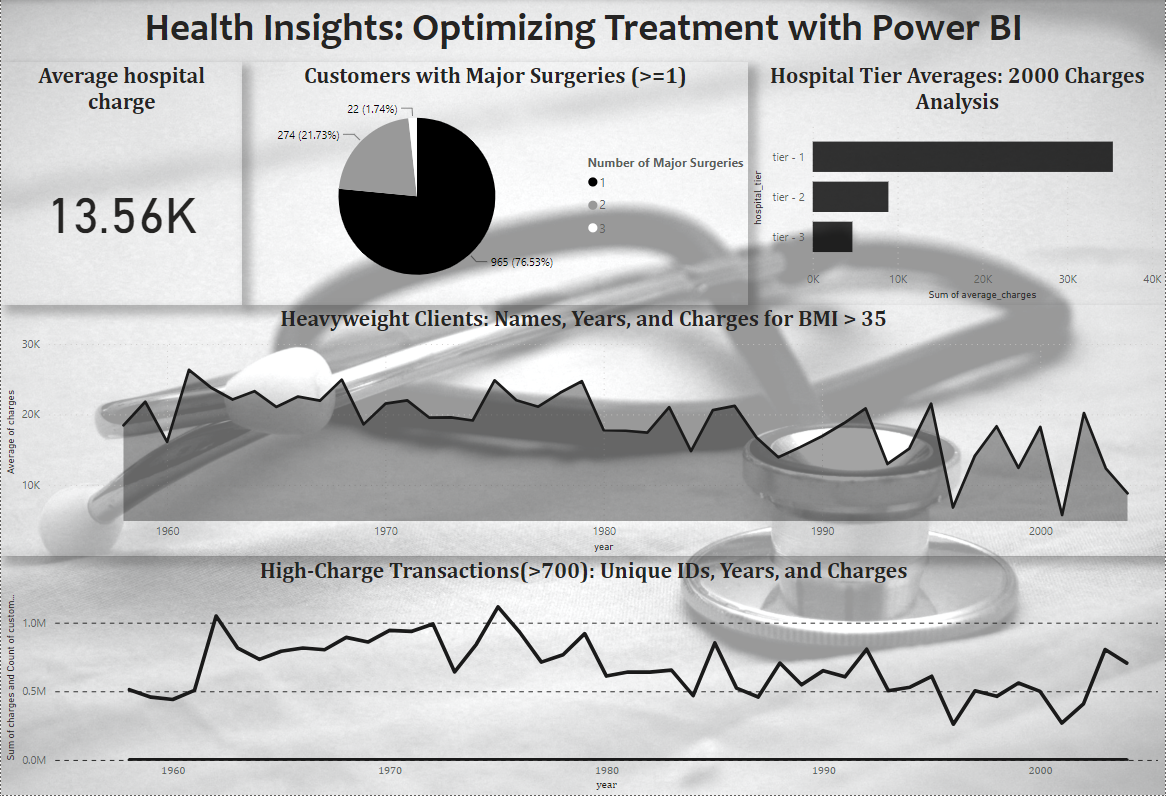 Health Insights: Optimizing Treatment with Power BI
Average hospital
charge
13.56K
Customers with Major Surgeries (>=1)
22 (1.74%)
274 (21.73%)
965 (76.53%)
Number of Major Surgeries
1
2
3
Hospital Tier Averages: 2000 Charges
Analysis
hospital_tier
tier - 1
tier - 2
tier - 3
0K 10K 20K 30K 40K
Sum of average_charges
Heavyweight Clients: Names, Years, and Charges for BMI > 35
Average of charges
30K
20K
10K
1960 1970 1980 1990 2000
year
High-Charge Transactions(>700): Unique IDs, Years, and Charges
Sum of charges and Count of custom...
1.0M
0.5M
0.0M
1960 1970 1980 1990 2000
year